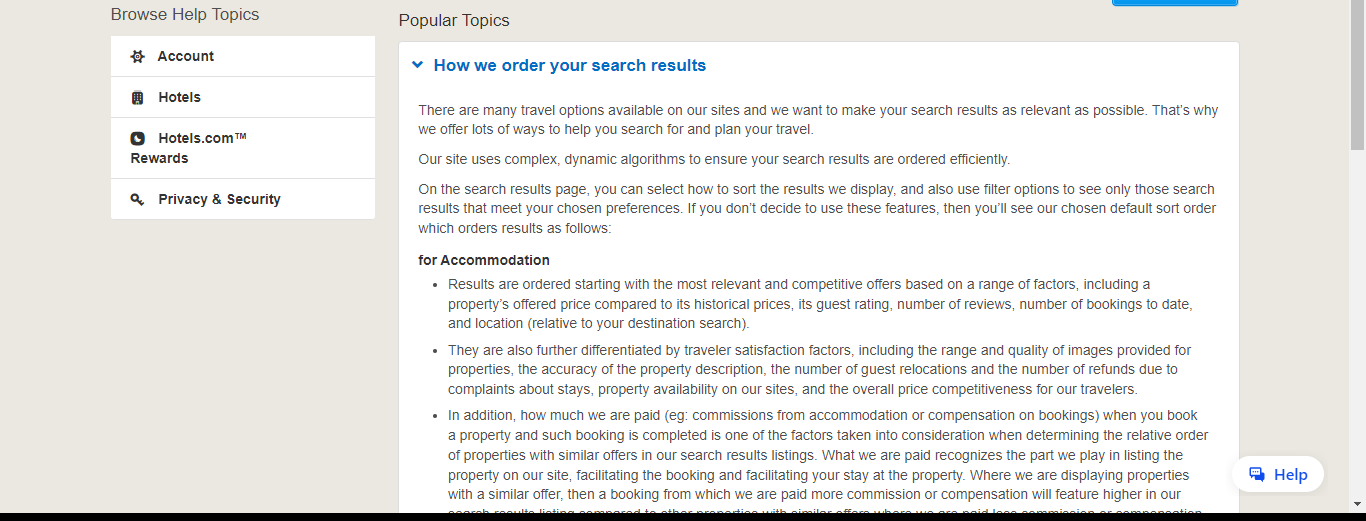 Browse Help Topics
Account
Hotels
Hotels.com™
Rewards
Privacy & Security
Popular Topics
How we order your search results
There are many travel options available on our sites and we want to make your search results as relevant as possible. That’s why
we offer lots of ways to help you search for and plan your travel.
Our site uses complex, dynamic algorithms to ensure your search results are ordered efficiently.
On the search results page, you can select how to sort the results we display, and also use filter options to see only those search
results that meet your chosen preferences. If you don’t decide to use these features, then you’ll see our chosen default sort order
which orders results as follows:
for Accommodation
• Results are ordered starting with the most relevant and competitive offers based on a range of factors, including a
property’s offered price compared to its historical prices, its guest rating, number of reviews, number of bookings to date,
and location (relative to your destination search).
• They are also further differentiated by traveler satisfaction factors, including the range and quality of images provided for
properties, the accuracy of the property description, the number of guest relocations and the number of refunds due to
complaints about stays, property availability on our sites, and the overall price competitiveness for our travelers.
• In addition, how much we are paid (eg: commissions from accommodation or compensation on bookings) when you book
a property and such booking is completed is one of the factors taken into consideration when determining the relative order
of properties with similar offers in our search results listings. What we are paid recognizes the part we play in listing the
property on our site, facilitating the booking and facilitating your stay at the property. Where we are displaying properties
with a similar offer, then a booking from which we are paid more commission or compensation will feature higher in our
Help